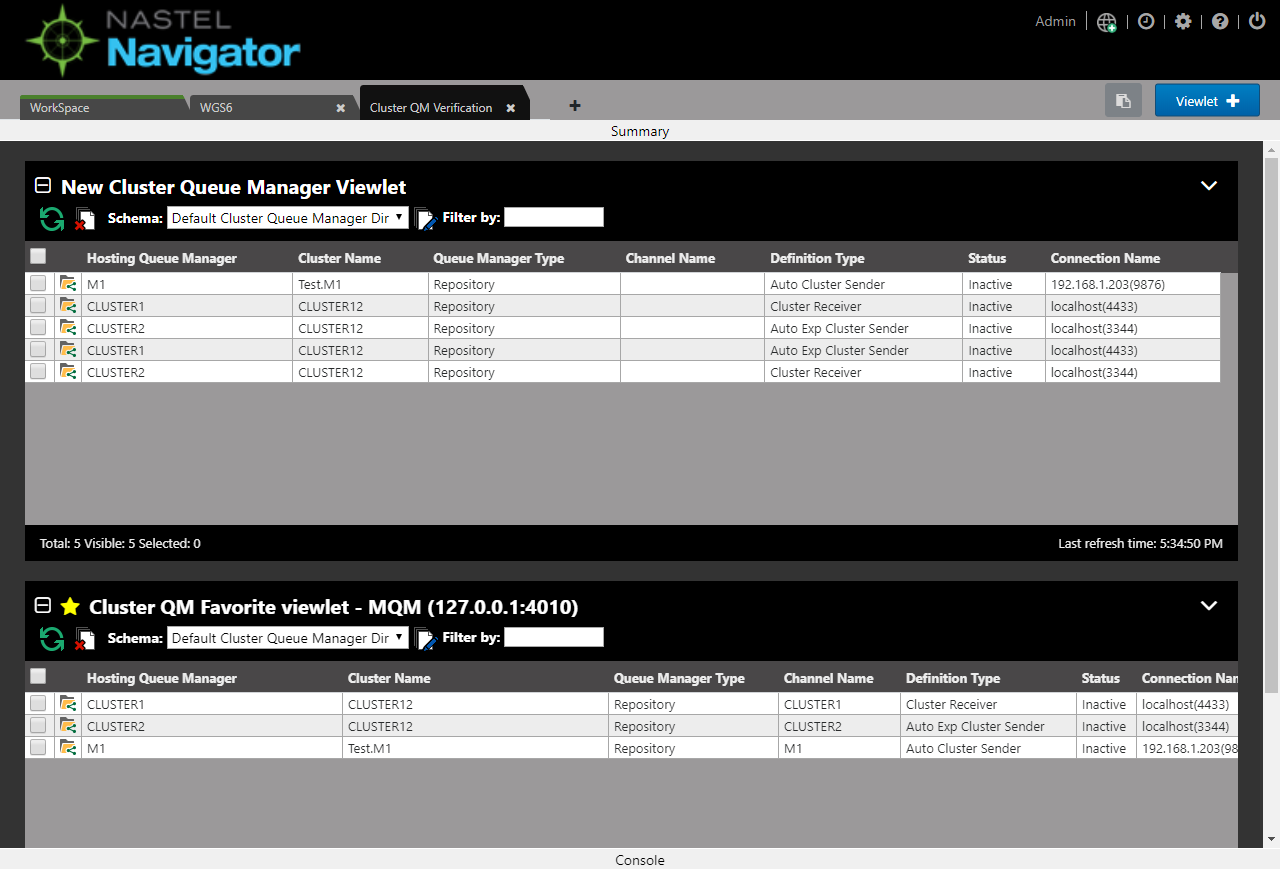 NASTEL
Navigator
Admin
WorkSpace
WGS6
Cluster QM Verification
Viewlet
Summary
New Cluster Queue Manager Viewlet
Schema: Default Cluster Queue Manager Dir Filter by:
Hosting Queue Manager Cluster Name Queue Manager Type Channel Name Definition Type Status Connection Name
M1 Test.M1 Repository Auto Cluster Sender Inactive 192.168.1.203(9876)
CLUSTER1 CLUSTER12 Repository Cluster Receiver Inactive localhost(4433)
CLUSTER2 CLUSTER12 Repository Auto Exp Cluster Sender Inactive localhost(3344)
CLUSTER1 CLUSTER12 Repository Auto Exp Cluster Sender Inactive localhost(4433)
CLUSTER2 CLUSTER12 Repository Cluster Receiver Inactive localhost(3344)
Total: 5 Visible: 5 Selected: 0 Last refresh time: 5:34:50 PM
Cluster QM Favorite viewlet - MQM (127.0.0.1:4010)
Schema: Default Cluster Queue Manager Dir Filter by:
Hosting Queue Manager Cluster Name Queue Manager Type Channel Name Definition Type Status Connection Nan
CLUSTER1 CLUSTER12 Repository CLUSTER1 Cluster Receiver Inactive localhost(4433)
CLUSTER2 CLUSTER12 Repository CLUSTER2 Auto Exp Cluster Sender Inactive localhost(3344)
M1 Test.M1 Repository M1 Auto Cluster Sender Inactive 192.168.1.203(98
Console